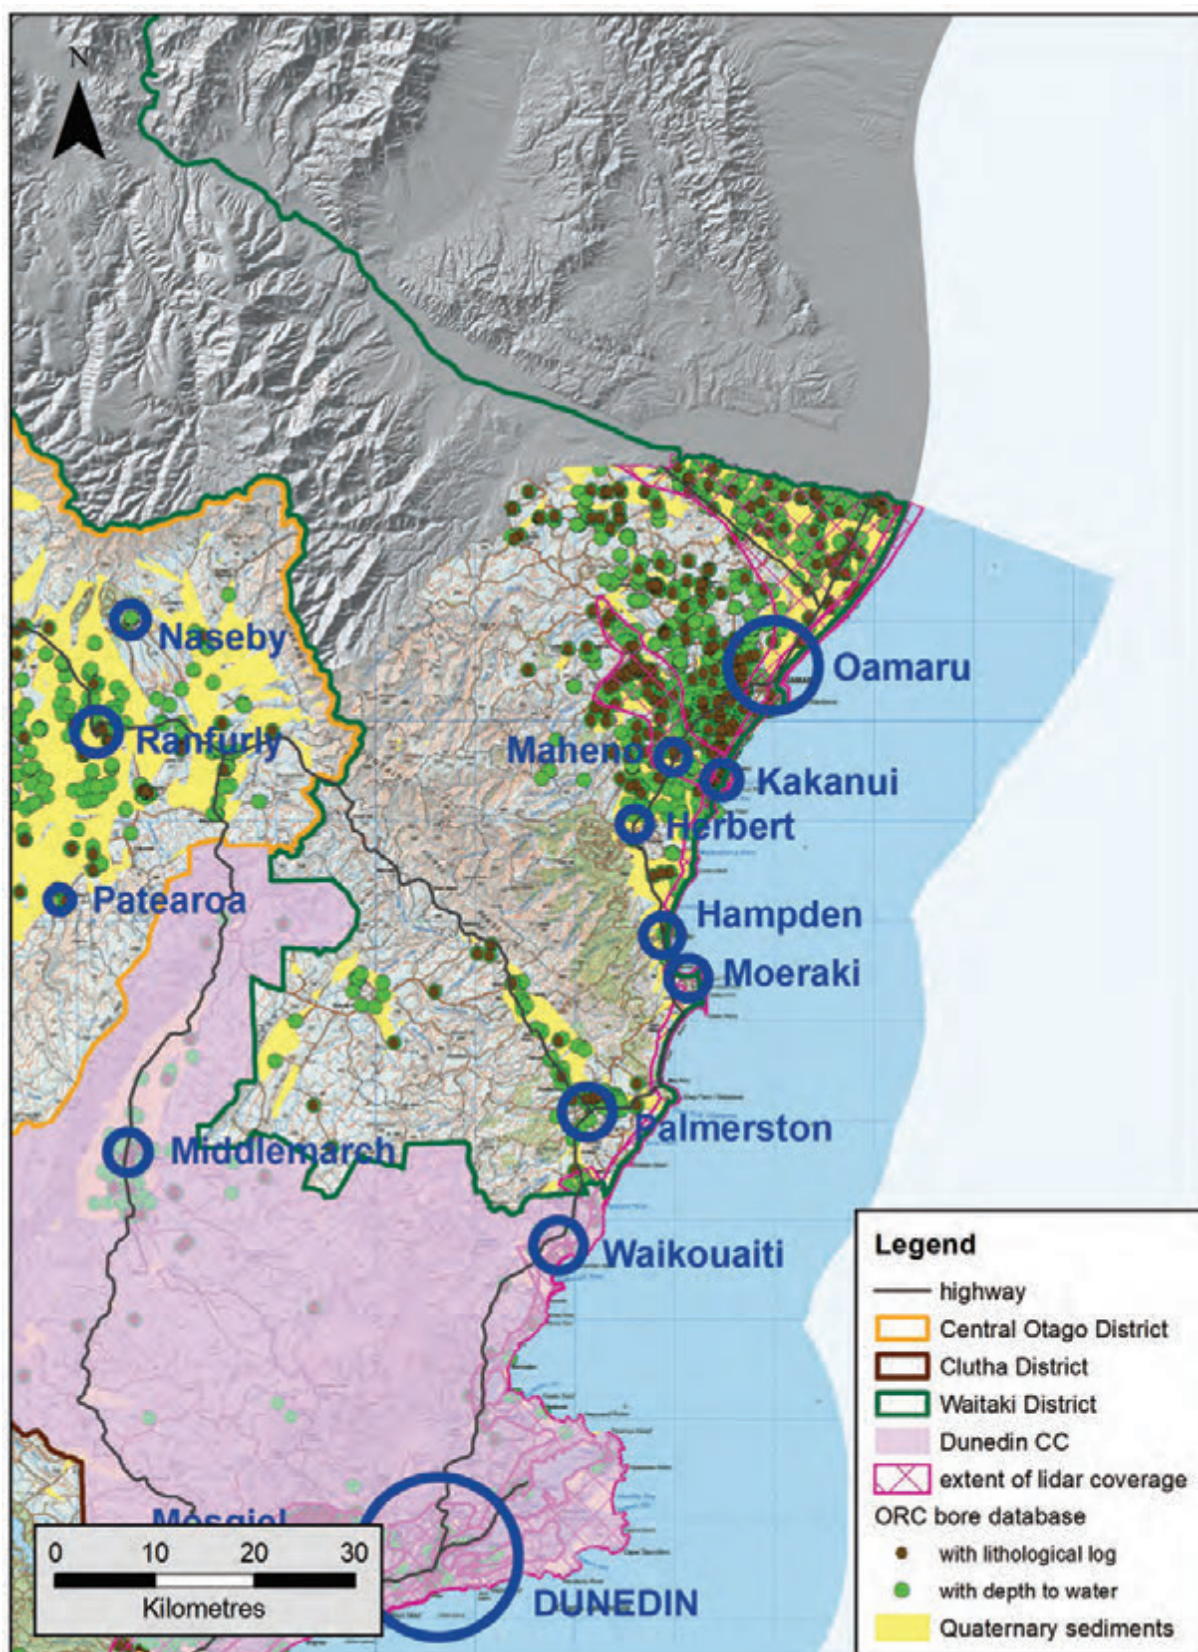 N
Naseby
Oamaru
Ranfurly
Maheno
Kakanui
Herbert
Patearoa
Hampden
Moeraki
Palmerston
Middlemarch
Waikouaiti
Mosgiel
DUNEDIN
0 10 20 30
Kilometres
Legend
highway
Central Otago District
Clutha District
Waitaki District
Dunedin CC
extent of lidar coverage
ORC bore database
with lithological log
with depth to water
Quaternary sediments